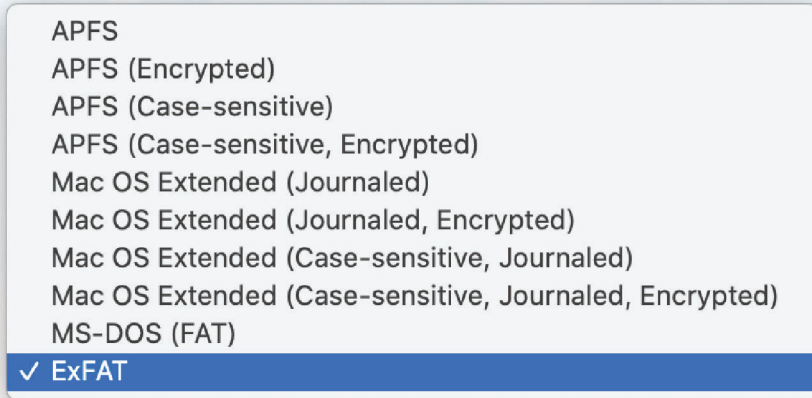 APFS
APFS (Encrypted)
APFS (Case-sensitive)
APFS (Case-sensitive, Encrypted)
Mac OS Extended (Journaled)
Mac OS Extended (Journaled, Encrypted)
Mac OS Extended (Case-sensitive, Journaled)
Mac OS Extended (Case-sensitive, Journaled, Encrypted)
MS-DOS (FAT)
✓ ExFAT